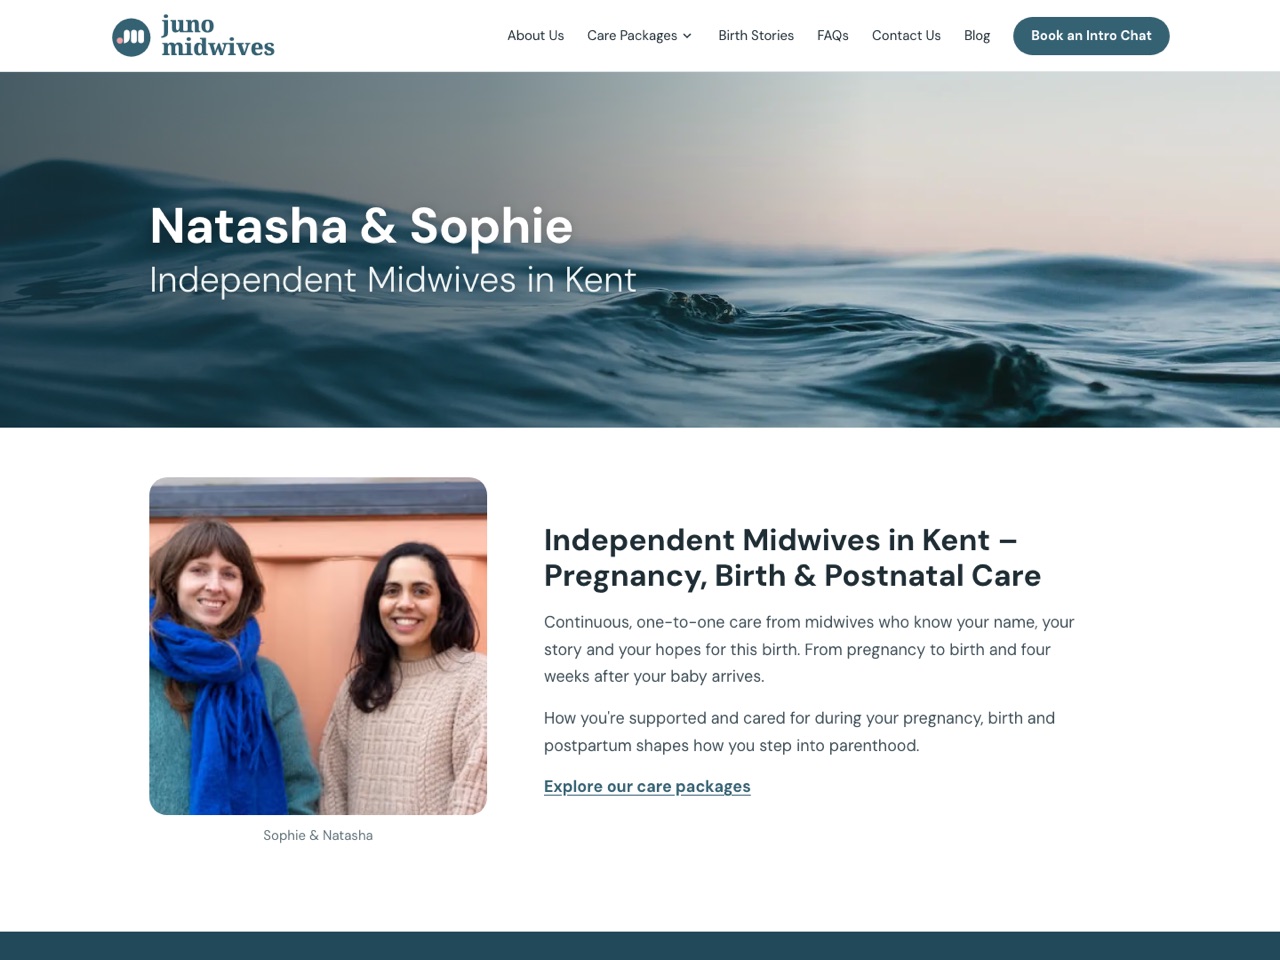 juno
midwives
About Us
Care Packages
Birth Stories
FAQs
Contact Us
Blog
Book an Intro Chat
Natasha & Sophie
Independent Midwives in Kent
Independent Midwives in Kent –
Pregnancy, Birth & Postnatal Care
Continuous, one-to-one care from midwives who know your name, your
story and your hopes for this birth. From pregnancy to birth and four
weeks after your baby arrives.
How you're supported and cared for during your pregnancy, birth and
postpartum shapes how you step into parenthood.
Explore our care packages
Sophie & Natasha